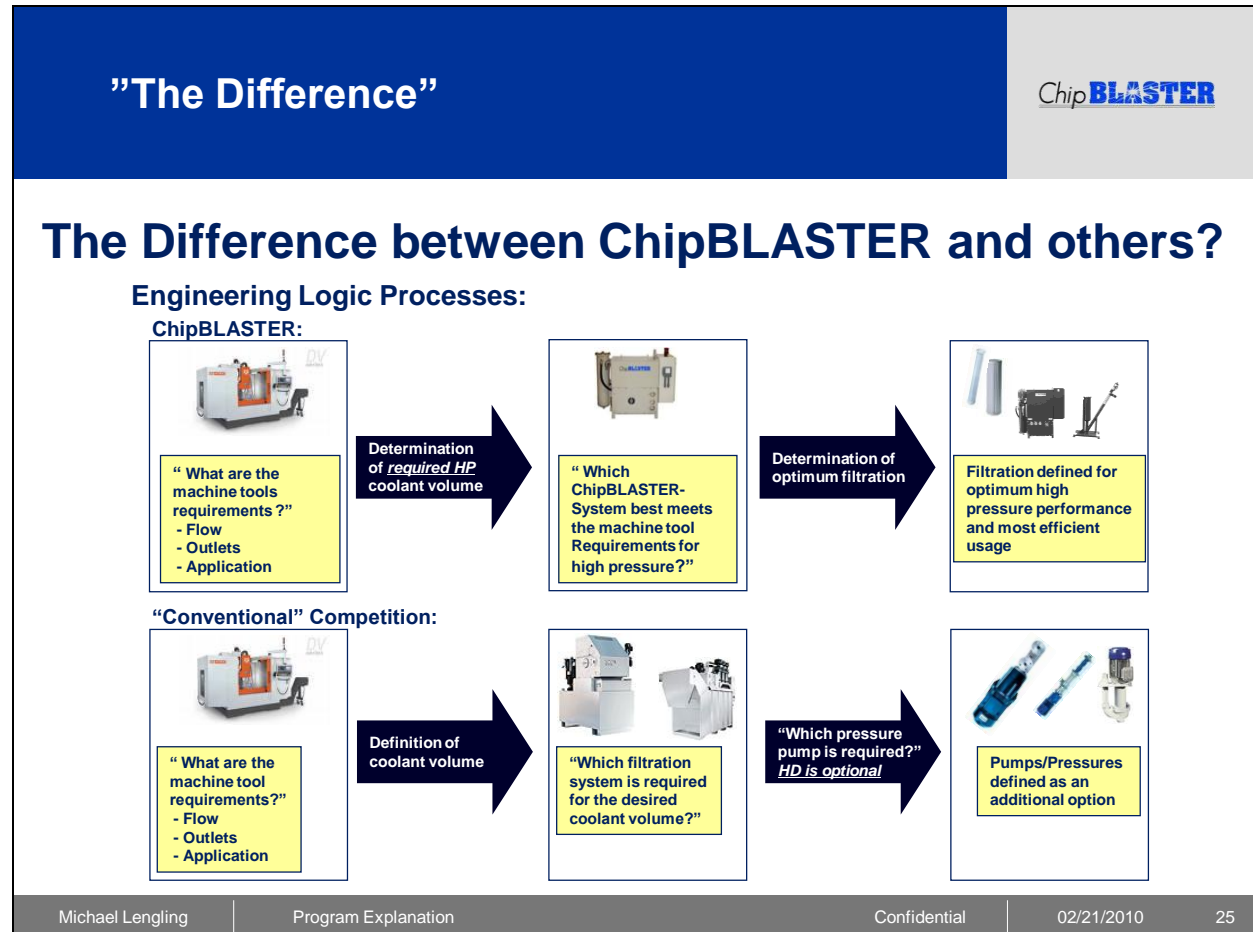 ”The Difference”
ChipBLASTER
The Difference between ChipBLASTER and others?
Engineering Logic Processes:
ChipBLASTER:
DV
“ What are the
machine tools
requirements ?”
- Flow
- Outlets
- Application
Determination
of required HP
coolant volume
ChipBLASTER
“ Which
ChipBLASTER-
System best meets
the machine tool
Requirements for
high pressure?”
Determination of
optimum filtration
Filtration defined for
optimum high
pressure performance
and most efficient
usage
“Conventional” Competition:
DV
“ What are the
machine tool
requirements?”
- Flow
- Outlets
- Application
Definition of
coolant volume
“Which filtration
system is required
for the desired
coolant volume?”
“Which pressure
pump is required?”
HD is optional
Pumps/Pressures
defined as an
additional option
Michael Lengling
Program Explanation
Confidential
02/21/2010
25